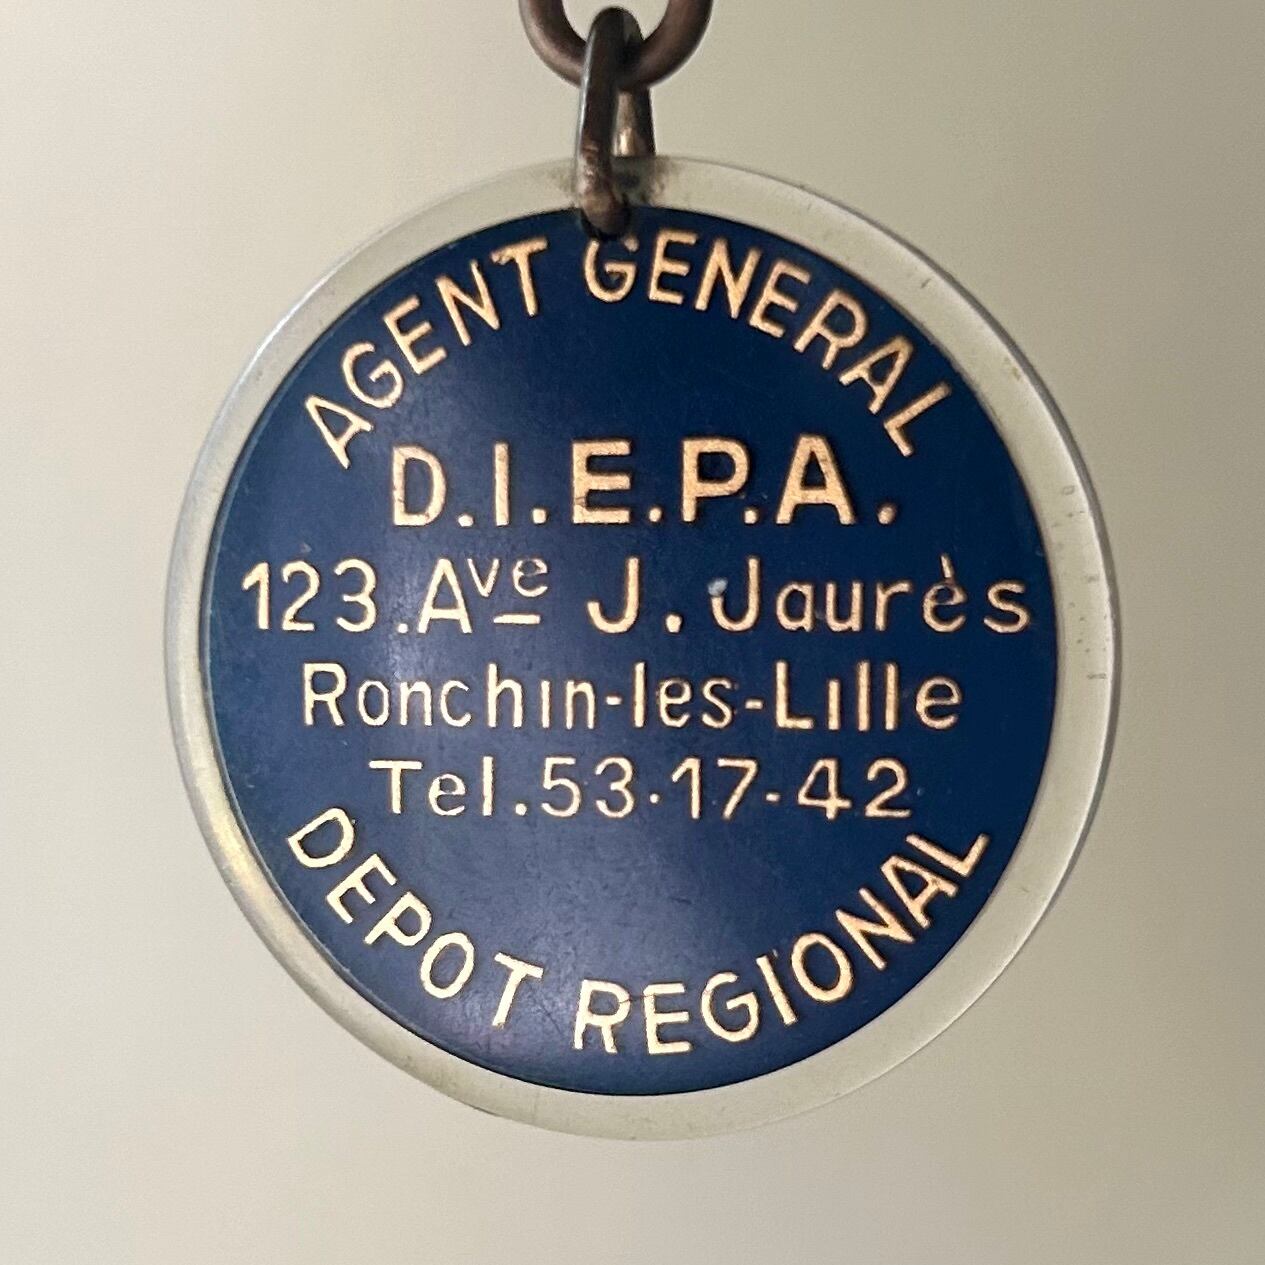 AGENT GENERAL
D.I.E.P.A.
123.Ave J. Jaurès
Ronchin-les-Lille
Tel.53.17-42
DEPOT REGIONAL